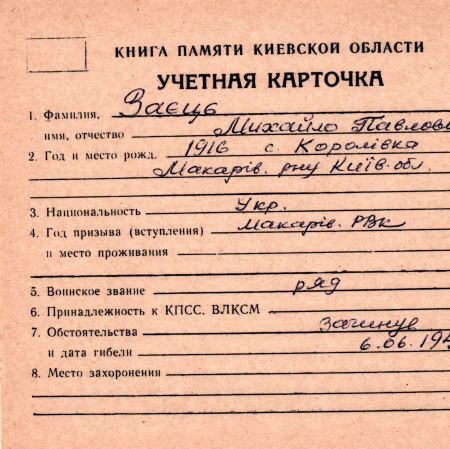 КНИГА ПАМЯТИ КИЕВСКОЙ ОБЛАСТИ
УЧЕТНАЯ КАРТОЧКА
1. Фамилия, Заєць
имя, отчество Михайло Павлов
2. Год и место рожд. 1916 с. Королівка
Макарів. р-ну Київ. обл.
3. Национальность Укр.
4. Год призыва (вступления) Макарів. РВК
и место проживания
5. Воинское звание ряд
6. Принадлежность к КПСС. ВЛКСМ
7. Обстоятельства загинув
и дата гибели 6.06.194
8. Место захоронения